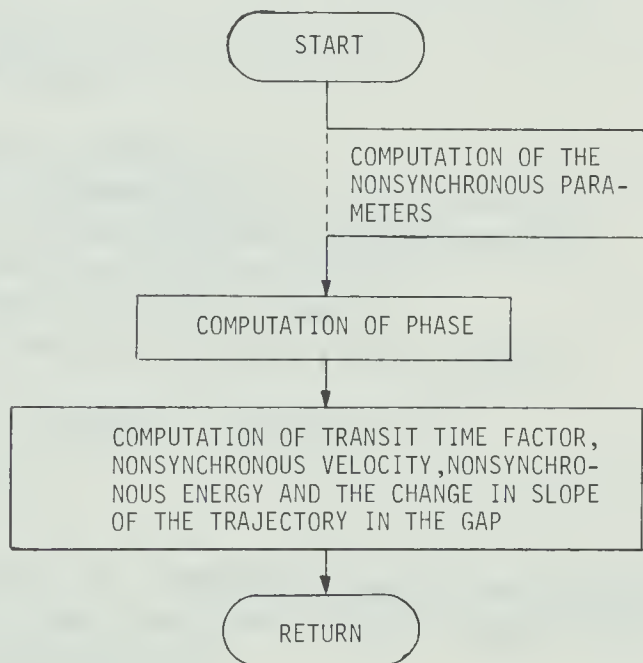 START
COMPUTATION OF THE
NONSYNCHRONOUS PARA-
METERS
COMPUTATION OF PHASE
COMPUTATION OF TRANSIT TIME FACTOR,
NONSYNCHRONOUS VELOCITY,NONSYNCHRO-
NOUS ENERGY AND THE CHANGE IN SLOPE
OF THE TRAJECTORY IN THE GAP
RETURN